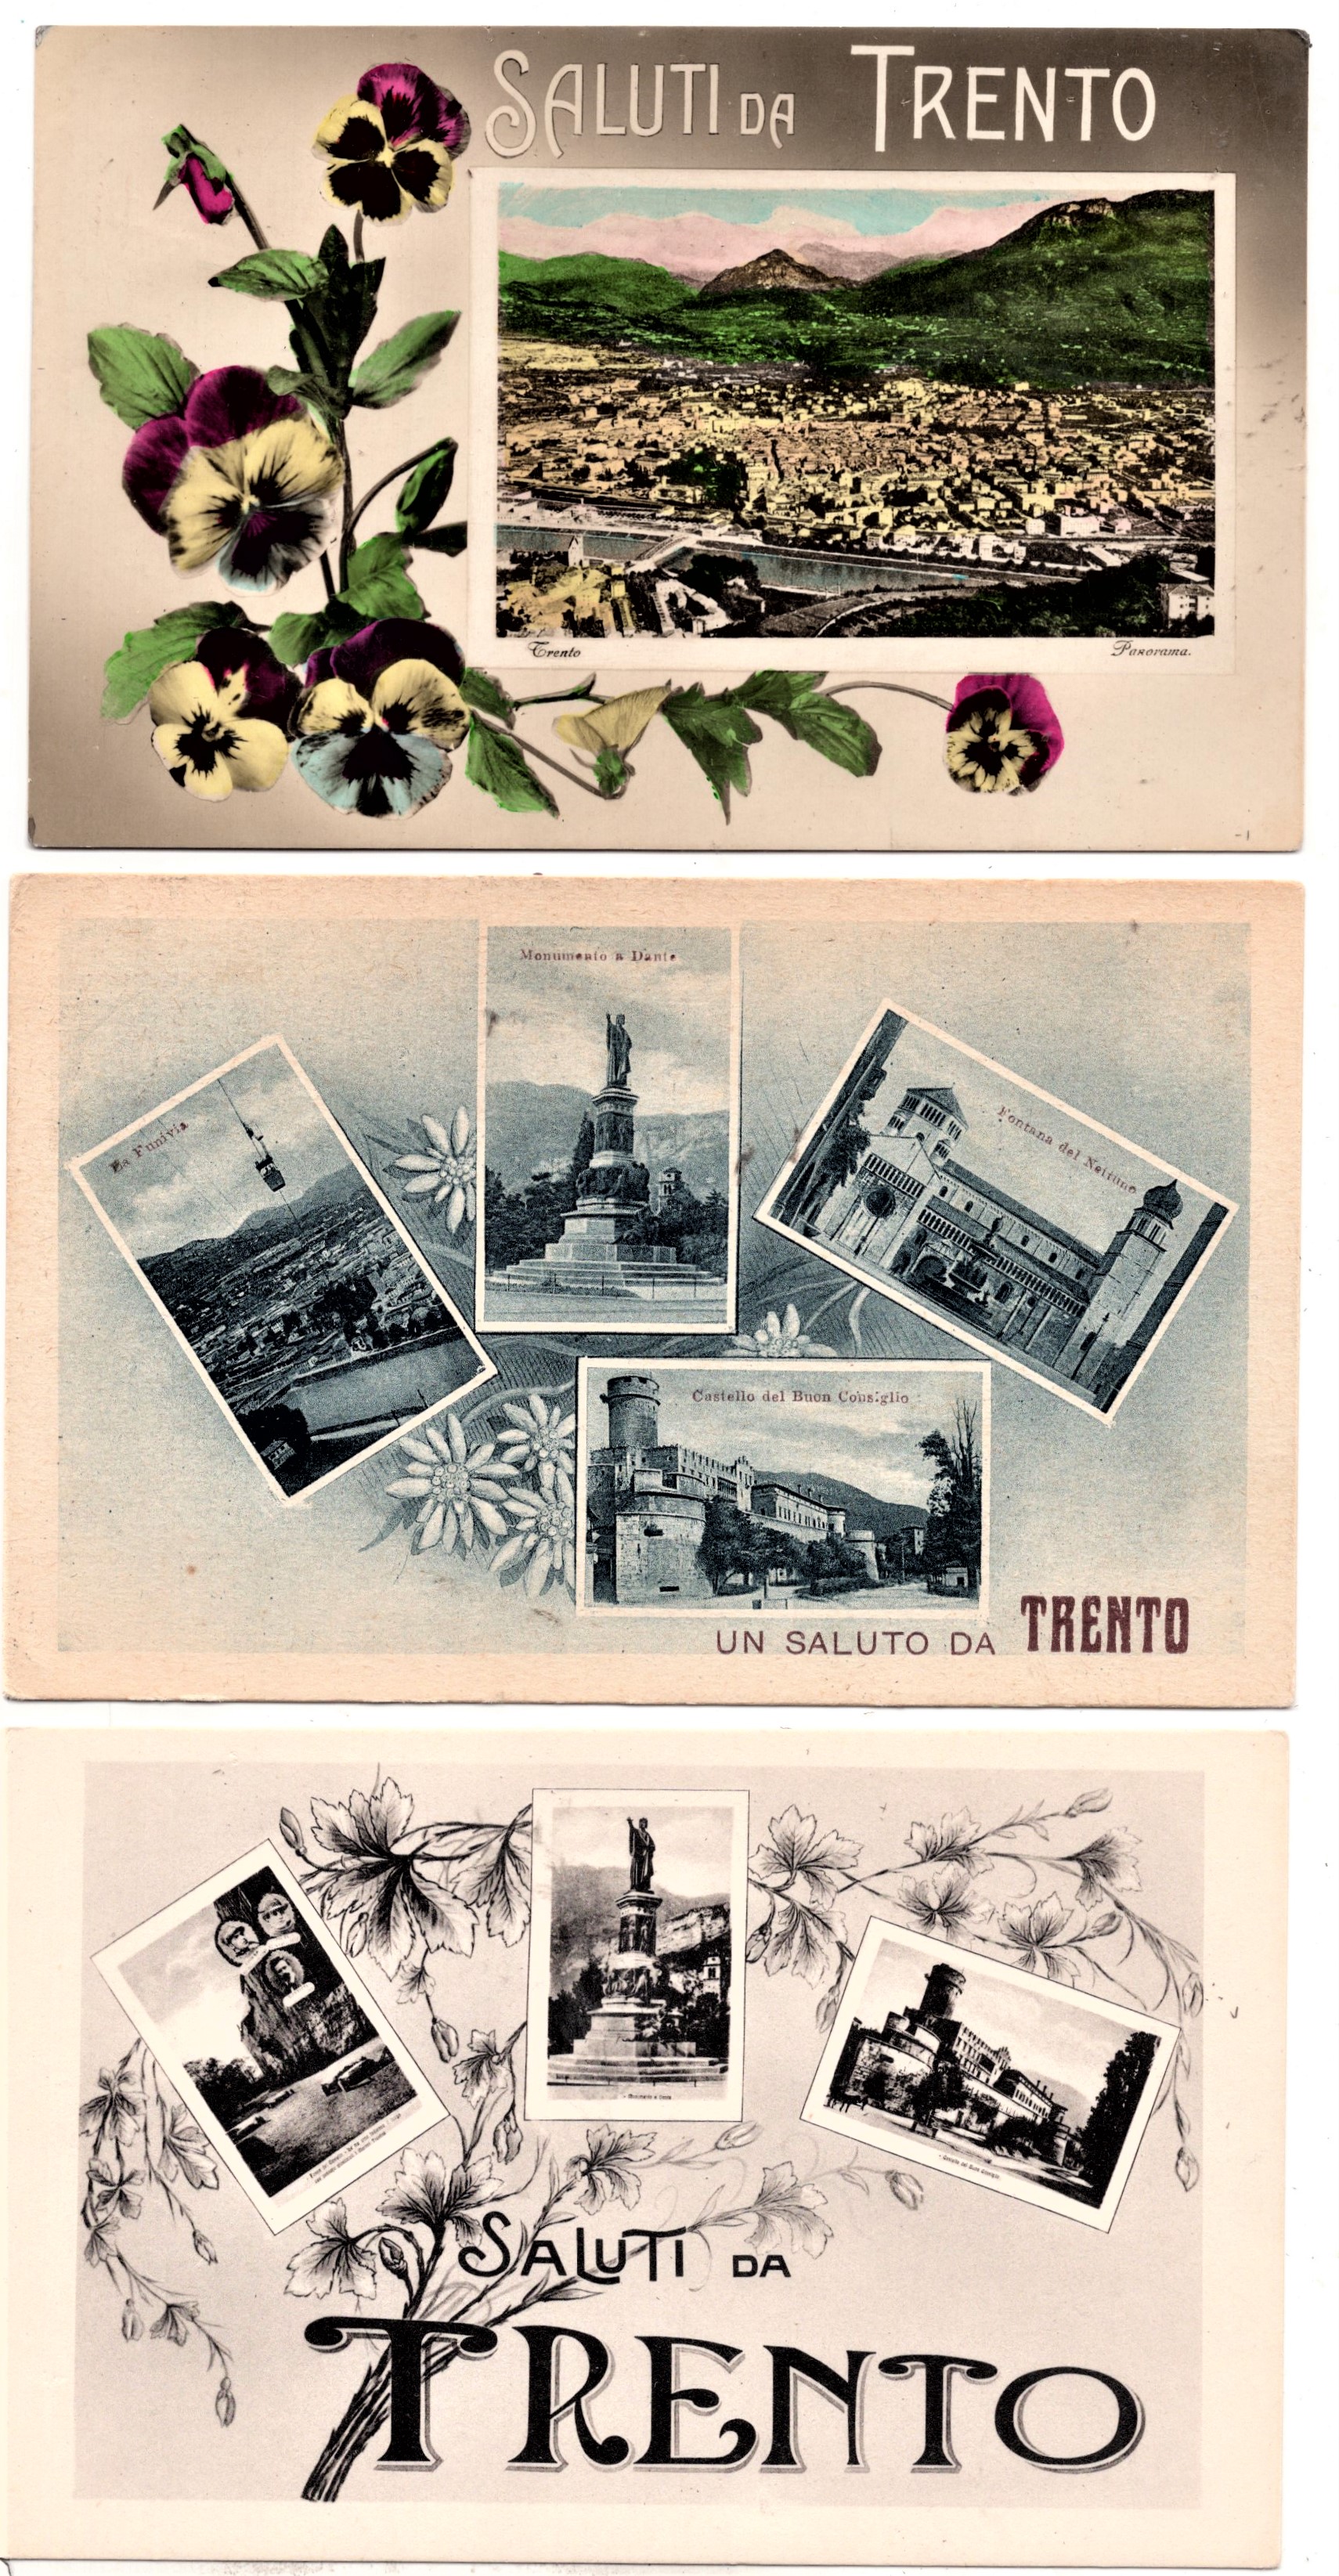 SALUTI DA TRENTO
Trento
Panorama.
Monumento a Dante
La Funivia
Fontana del Nettuno
Castello del Buon Consiglio
UN SALUTO DA TRENTO
SALUTI DA
TRENTO